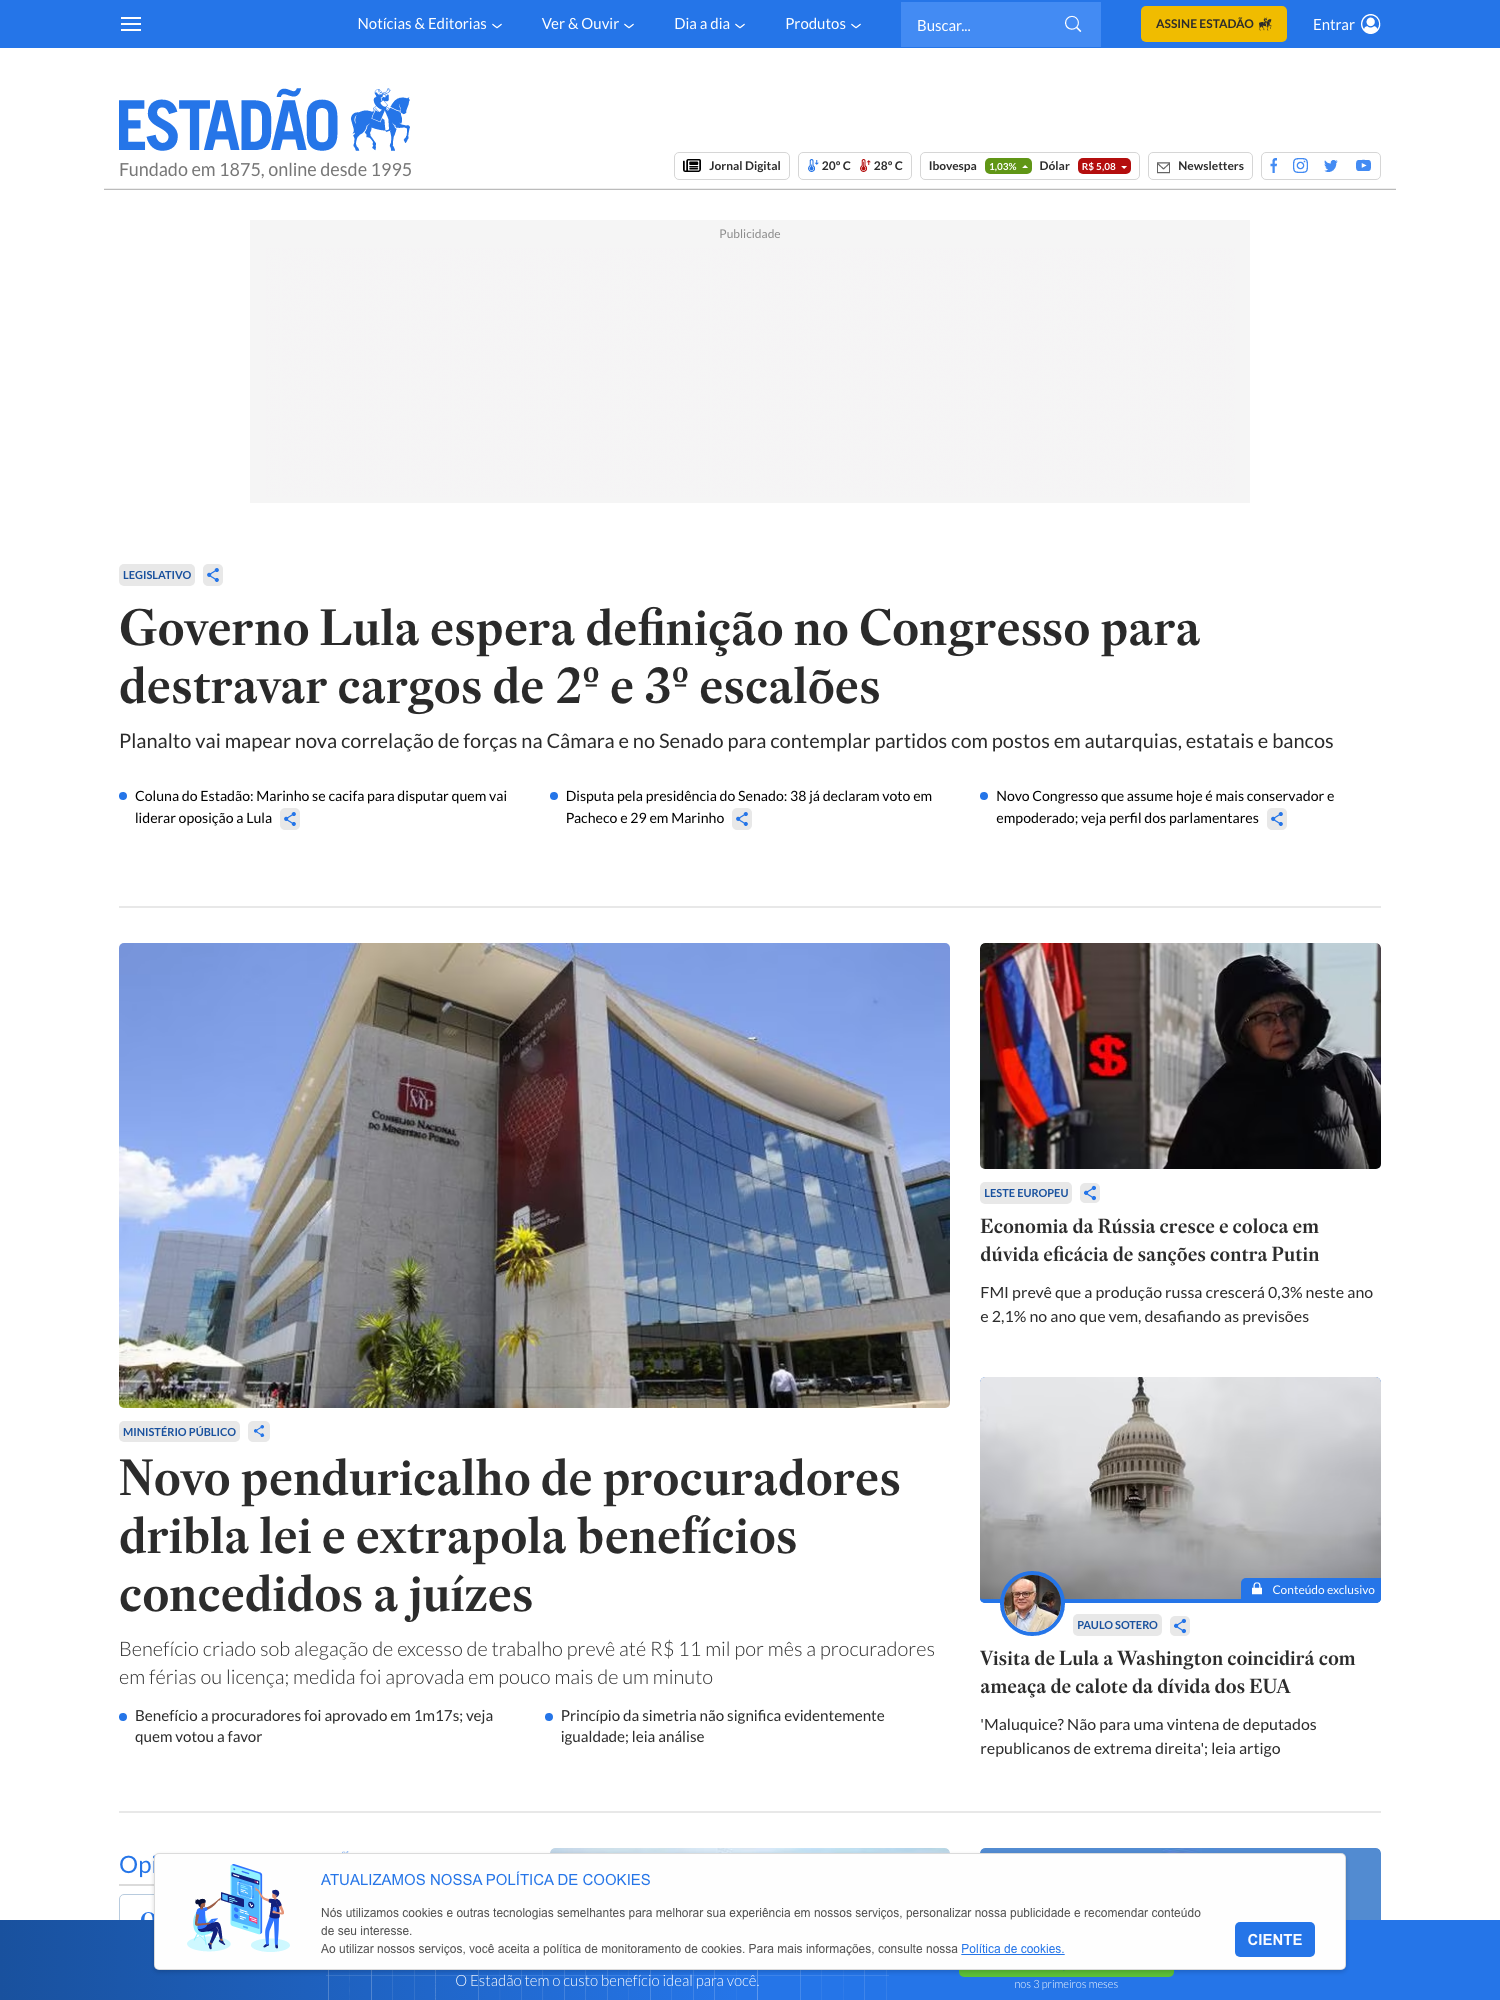 Notícias & Editorias
Ver & Ouvir
Dia a dia
Produtos
Buscar...
ASSINE ESTADÃO
Entrar
ESTADÃO
Fundado em 1875, online desde 1995
Jornal Digital
20º C
28º C
Ibovespa
1,03%
Dólar
R$ 5,08
Newsletters
Publicidade
LEGISLATIVO
Governo Lula espera definição no Congresso para
destravar cargos de 2º e 3º escalões
Planalto vai mapear nova correlação de forças na Câmara e no Senado para contemplar partidos com postos em autarquias, estatais e bancos
Coluna do Estadão: Marinho se cacifa para disputar quem vai
liderar oposição a Lula
Disputa pela presidência do Senado: 38 já declaram voto em
Pacheco e 29 em Marinho
Novo Congresso que assume hoje é mais conservador e
empoderado; veja perfil dos parlamentares
CNMP
CONSELHO NACIONAL
DO MINISTÉRIO PÚBLICO
MINISTÉRIO PÚBLICO
Novo penduricalho de procuradores
dribla lei e extrapola benefícios
concedidos a juízes
Benefício criado sob alegação de excesso de trabalho prevê até R$ 11 mil por mês a procuradores
em férias ou licença; medida foi aprovada em pouco mais de um minuto
Benefício a procuradores foi aprovado em 1m17s; veja
quem votou a favor
Princípio da simetria não significa evidentemente
igualdade; leia análise
$
LESTE EUROPEU
Economia da Rússia cresce e coloca em
dúvida eficácia de sanções contra Putin
FMI prevê que a produção russa crescerá 0,3% neste ano
e 2,1% no ano que vem, desafiando as previsões
Conteúdo exclusivo
PAULO SOTERO
Visita de Lula a Washington coincidirá com
ameaça de calote da dívida dos EUA
'Maluquice? Não para uma vintena de deputados
republicanos de extrema direita'; leia artigo
Opi
ATUALIZAMOS NOSSA POLÍTICA DE COOKIES
Nós utilizamos cookies e outras tecnologias semelhantes para melhorar sua experiência em nossos serviços, personalizar nossa publicidade e recomendar conteúdo
de seu interesse.
Ao utilizar nossos serviços, você aceita a política de monitoramento de cookies. Para mais informações, consulte nossa Política de cookies.
CIENTE
O Estadão tem o custo benefício ideal para você.
nos 3 primeiros meses